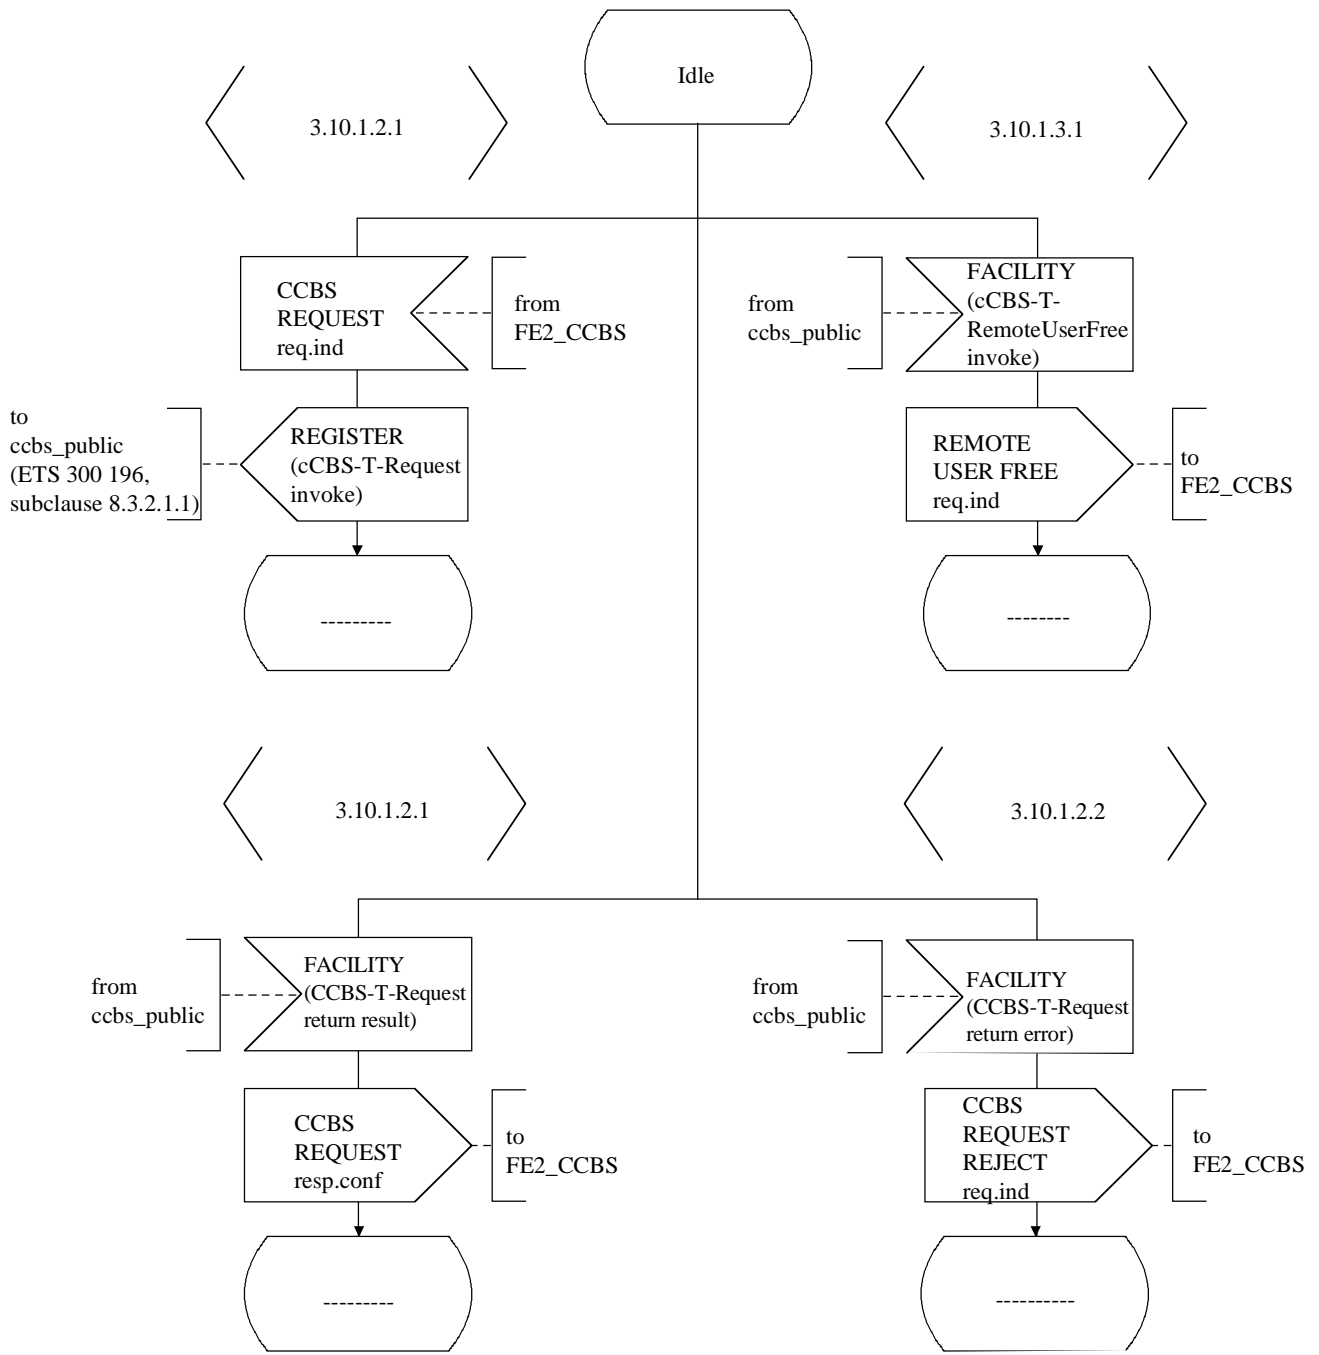 Idle
3.10.1.2.1
3.10.1.3.1
CCBS
REQUEST
req.ind
from
FE2_CCBS
from
ccbs_public
FACILITY
(cCBS-T-
RemoteUserFree
invoke)
to
ccbs_public
(ETS 300 196,
subclause 8.3.2.1.1)
REGISTER
(cCBS-T-Request
invoke)
REMOTE
USER FREE
req.ind
to
FE2_CCBS
---------
--------
3.10.1.2.1
3.10.1.2.2
from
ccbs_public
FACILITY
(CCBS-T-Request
return result)
from
ccbs_public
FACILITY
(CCBS-T-Request
return error)
CCBS
REQUEST
resp.conf
to
FE2_CCBS
CCBS
REQUEST
REJECT
req.ind
to
FE2_CCBS
---------
----------